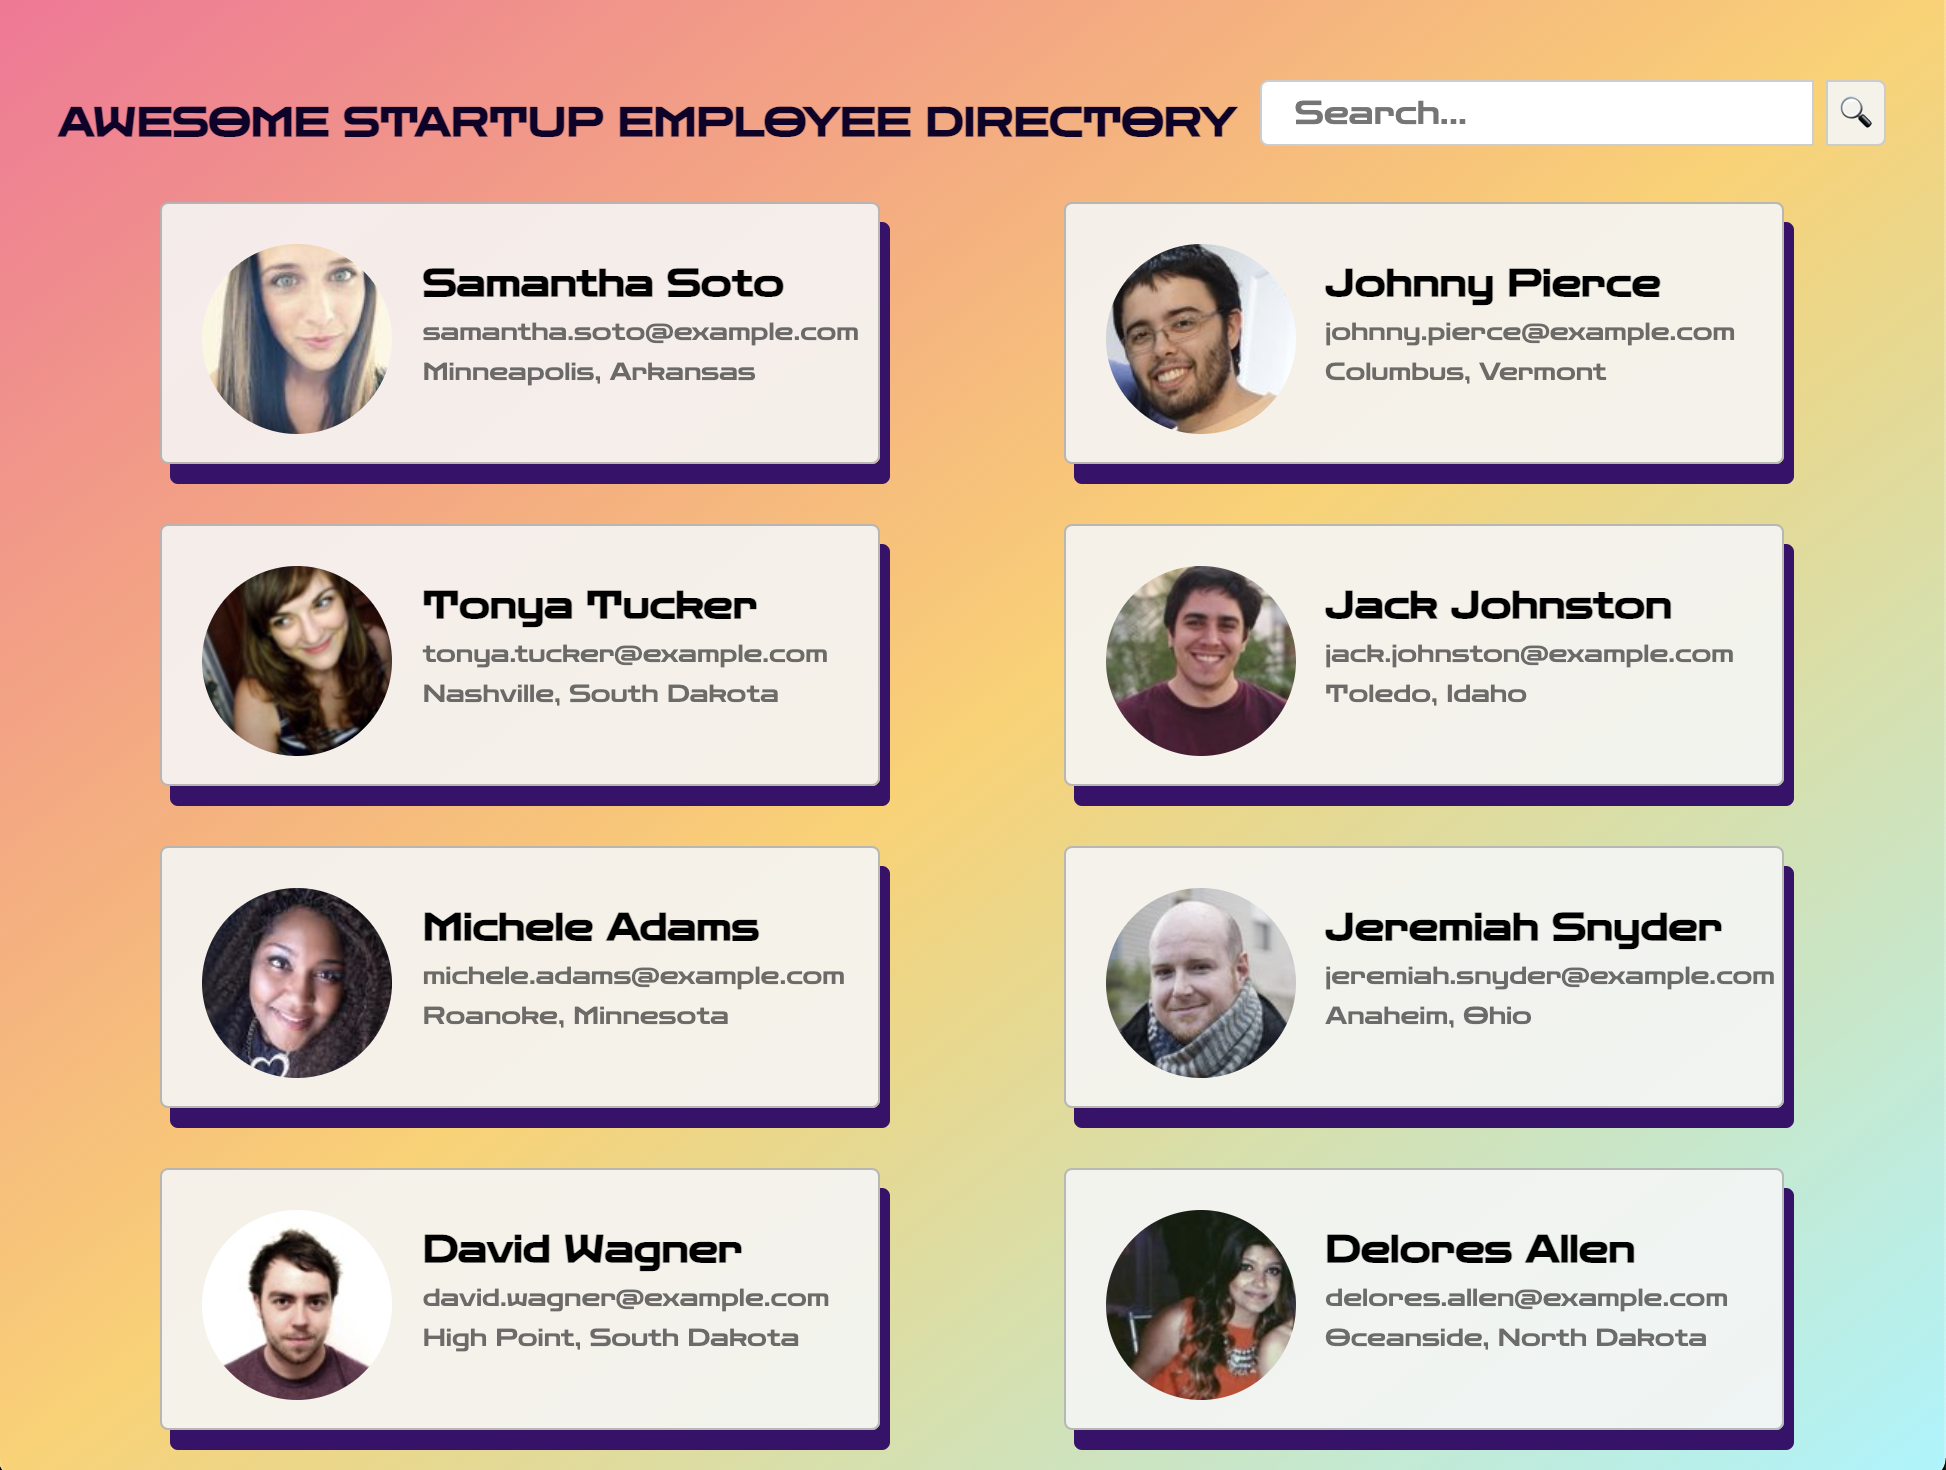 AWESOME STARTUP EMPLOYEE DIRECTORY
Search...
Samantha Soto
samantha.soto@example.com
Minneapolis, Arkansas
Johnny Pierce
johnny.pierce@example.com
Columbus, Vermont
Tonya Tucker
tonya.tucker@example.com
Nashville, South Dakota
Jack Johnston
jack.johnston@example.com
Toledo, Idaho
Michele Adams
michele.adams@example.com
Roanoke, Minnesota
Jeremiah Snyder
jeremiah.snyder@example.com
Anaheim, Ohio
David Wagner
david.wagner@example.com
High Point, South Dakota
Delores Allen
delores.allen@example.com
Oceanside, North Dakota